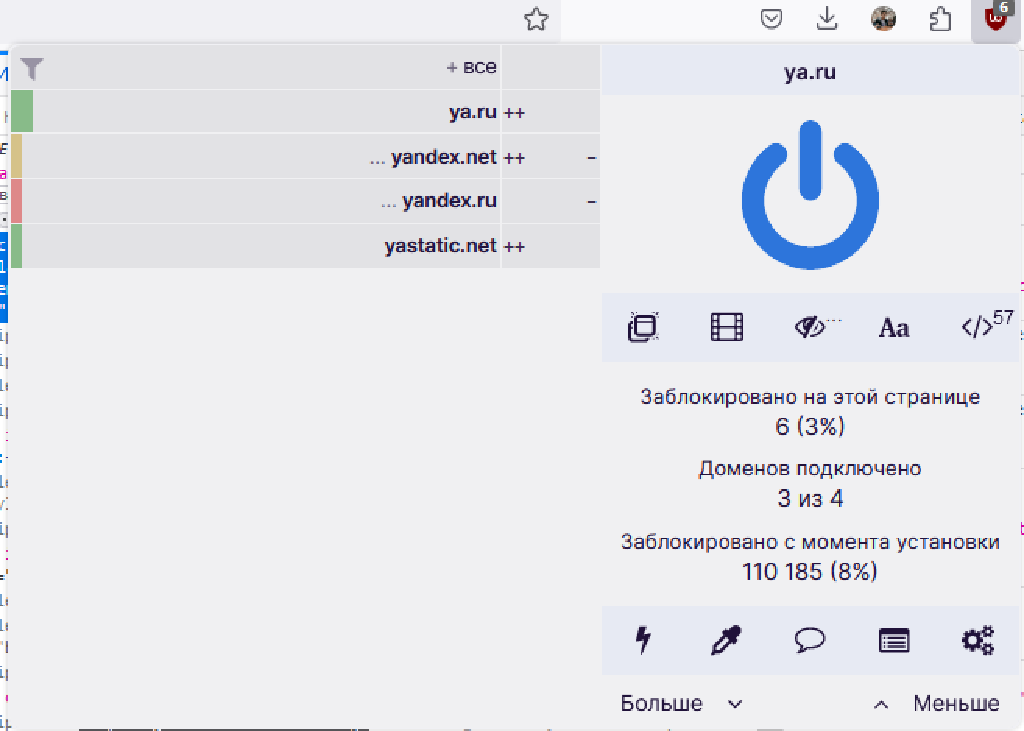 6
+ все
ya.ru ++
... yandex.net ++ –
... yandex.ru –
yastatic.net ++
ya.ru
Aa
</>57
Заблокировано на этой странице
6 (3%)
Доменов подключено
3 из 4
Заблокировано с момента установки
110 185 (8%)
Больше
Меньше